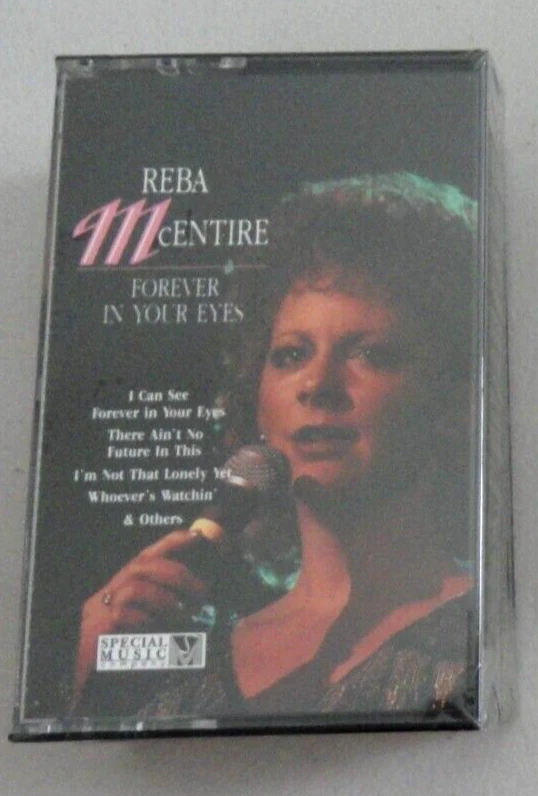 REBA
McENTIRE
FOREVER
IN YOUR EYES
I Can See
Forever in Your Eyes
There Ain't No
Future In This
I'm Not That Lonely Yet
Whoever's Watchin'
& Others
SPECIAL
MUSIC
Company